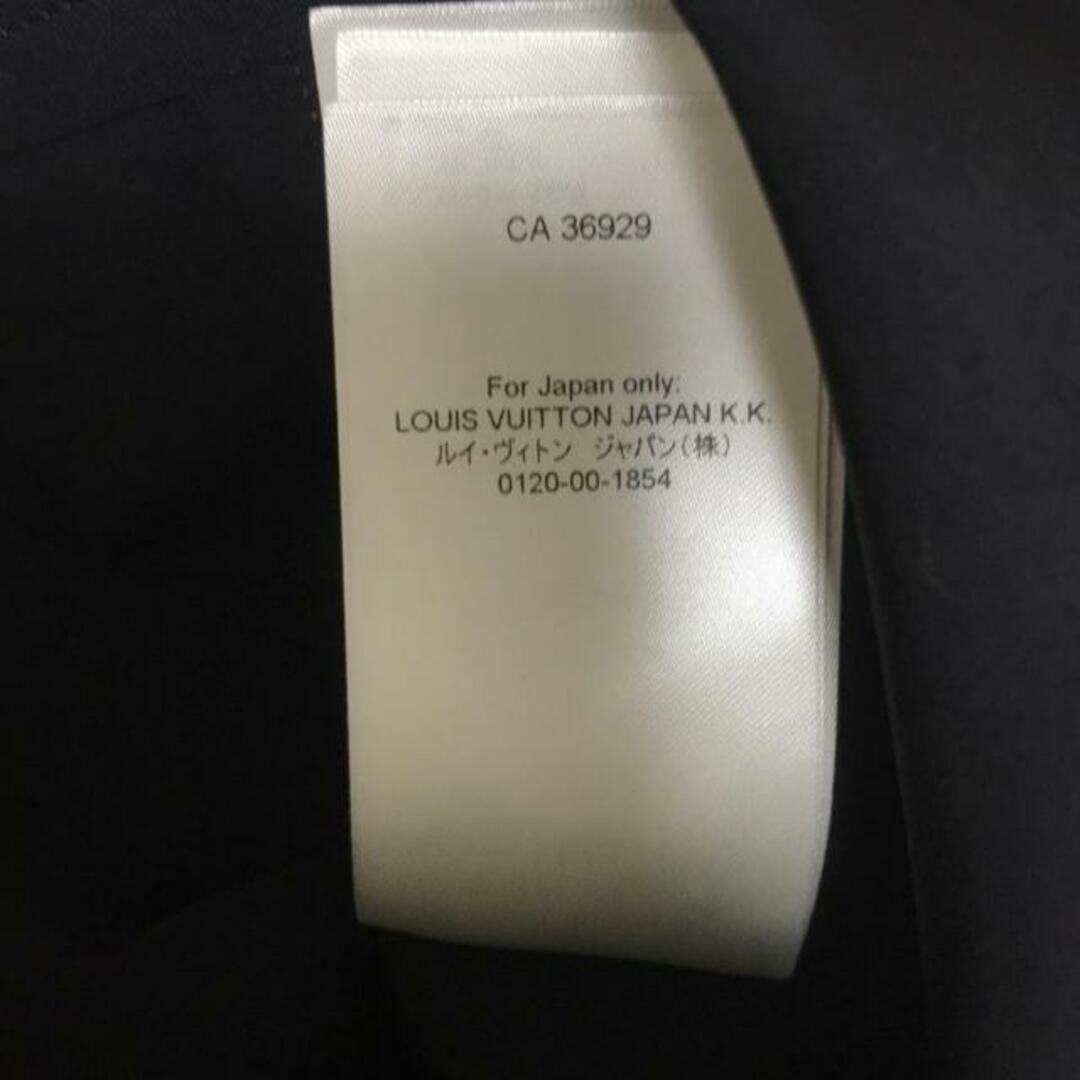 CA 36929
For Japan only:
LOUIS VUITTON JAPAN K.K.
ルイ・ヴィトン ジャパン(株)
0120-00-1854